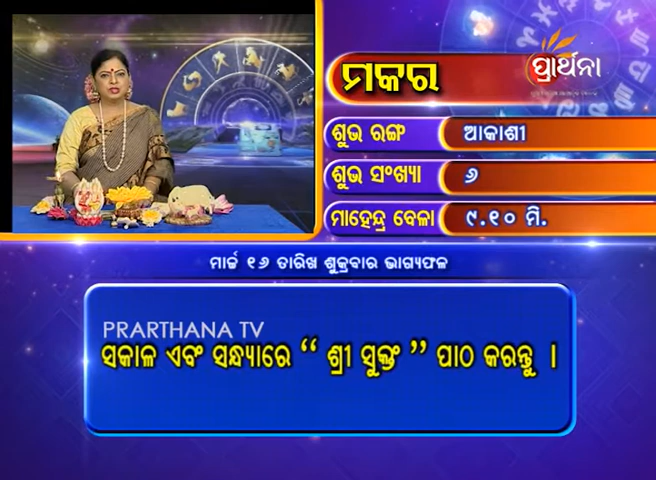 ମକର
ପ୍ରାର୍ଥନା
ଶୁଭ ରଙ୍ଗ ଆକାଶୀ
ଶୁଭ ସଂଖ୍ୟା ୬
ମାହେନ୍ଦ୍ର ବେଳା ୯.୧୦ ମି.
ମାର୍ଚ୍ଚ ୧୬ ତାରିଖ ଶୁକ୍ରବାର ଭାଗ୍ୟଫଳ
PRARTHANA TV
ସକାଳ ଏବଂ ସନ୍ଧ୍ୟାରେ “ ଶ୍ରୀ ସୁକ୍ତଂ ” ପାଠ କରନ୍ତୁ ।